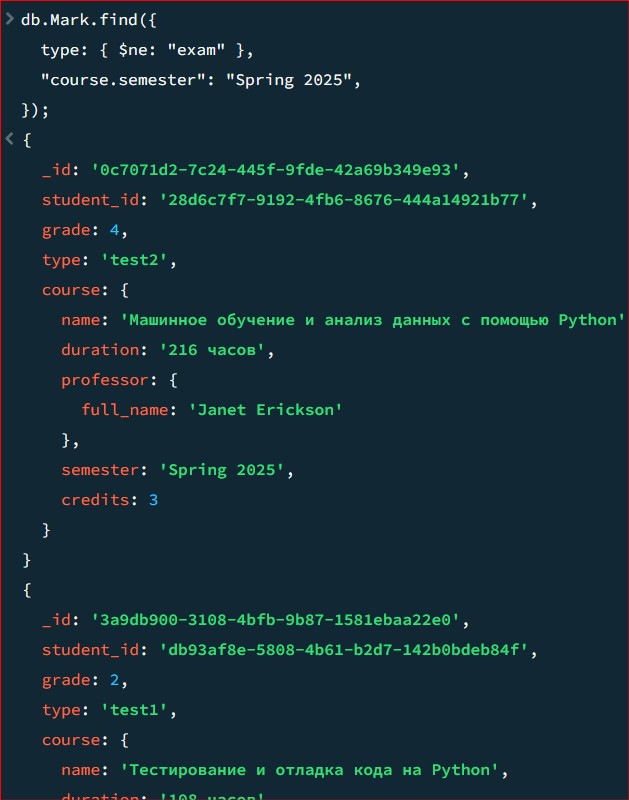 > db.Mark.find({
type: { $ne: "exam" },
"course.semester": "Spring 2025",
});
< {
_id: '0c7071d2-7c24-445f-9fde-42a69b349e93',
student_id: '28d6c7f7-9192-4fb6-8676-444a14921b77',
grade: 4,
type: 'test2',
course: {
name: 'Машинное обучение и анализ данных с помощью Python'
duration: '216 часов',
professor: {
full_name: 'Janet Erickson'
},
semester: 'Spring 2025',
credits: 3
}
}
{
_id: '3a9db900-3108-4bfb-9b87-1581ebaa22e0',
student_id: 'db93af8e-5808-4b61-b2d7-142b0bdeb84f',
grade: 2,
type: 'test1',
course: {
name: 'Тестирование и отладка кода на Python',
duration: '108 часов',